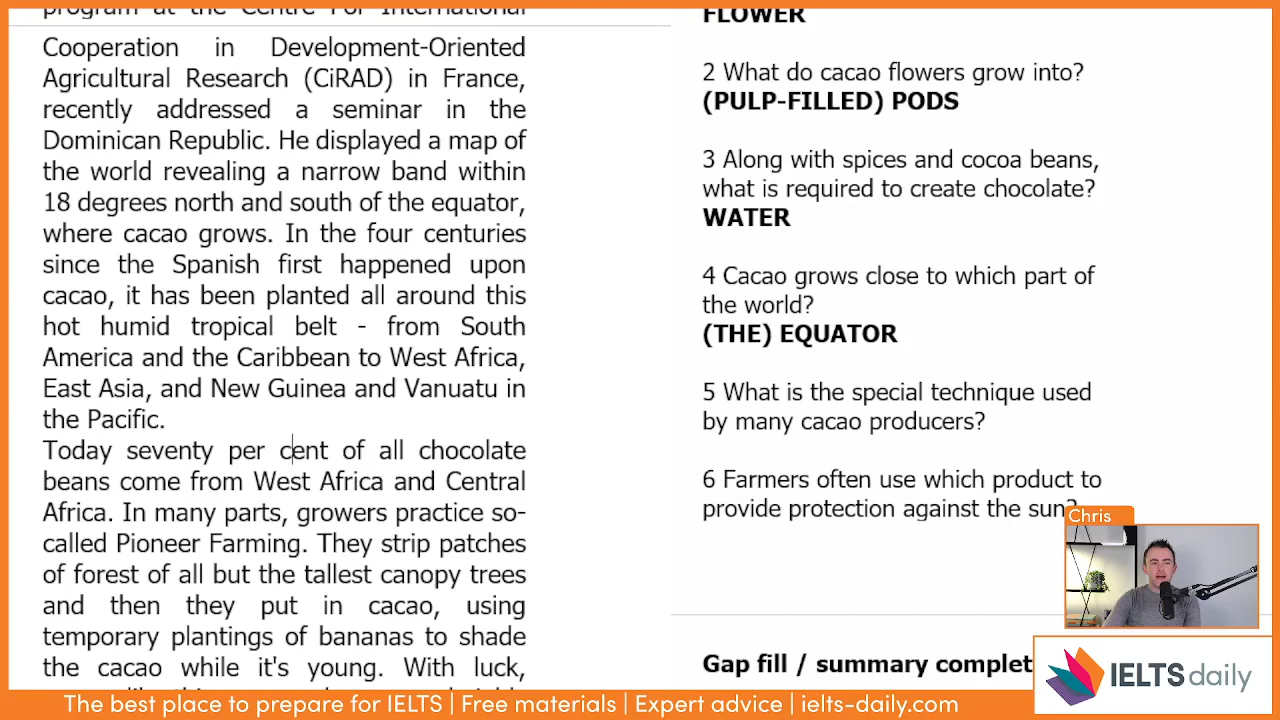 program at the Centre For International
Cooperation in Development-Oriented
Agricultural Research (CiRAD) in France,
recently addressed a seminar in the
Dominican Republic. He displayed a map of
the world revealing a narrow band within
18 degrees north and south of the equator,
where cacao grows. In the four centuries
since the Spanish first happened upon
cacao, it has been planted all around this
hot humid tropical belt - from South
America and the Caribbean to West Africa,
East Asia, and New Guinea and Vanuatu in
the Pacific.
Today seventy per cent of all chocolate
beans come from West Africa and Central
Africa. In many parts, growers practice so-
called Pioneer Farming. They strip patches
of forest of all but the tallest canopy trees
and then they put in cacao, using
temporary plantings of bananas to shade
the cacao while it's young. With luck,
FLOWER
2 What do cacao flowers grow into?
(PULP-FILLED) PODS
3 Along with spices and cocoa beans,
what is required to create chocolate?
WATER
4 Cacao grows close to which part of
the world?
(THE) EQUATOR
5 What is the special technique used
by many cacao producers?
6 Farmers often use which product to
provide protection against the sun?
Gap fill / summary complet
Chris
IELTS daily
The best place to prepare for IELTS | Free materials | Expert advice | ielts-daily.com